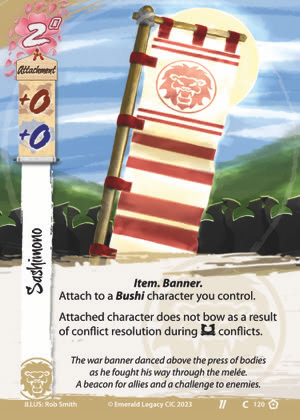 2
Attachment
+0
+0
Sashimono
Item. Banner.
Attach to a Bushi character you control.
Attached character does not bow as a result
of conflict resolution during conflicts.
The war banner danced above the press of bodies
as he fought his way through the melée.
A beacon for allies and a challenge to enemies.
ILLUS: Rob Smith © Emerald Legacy CIC 2023 C 120